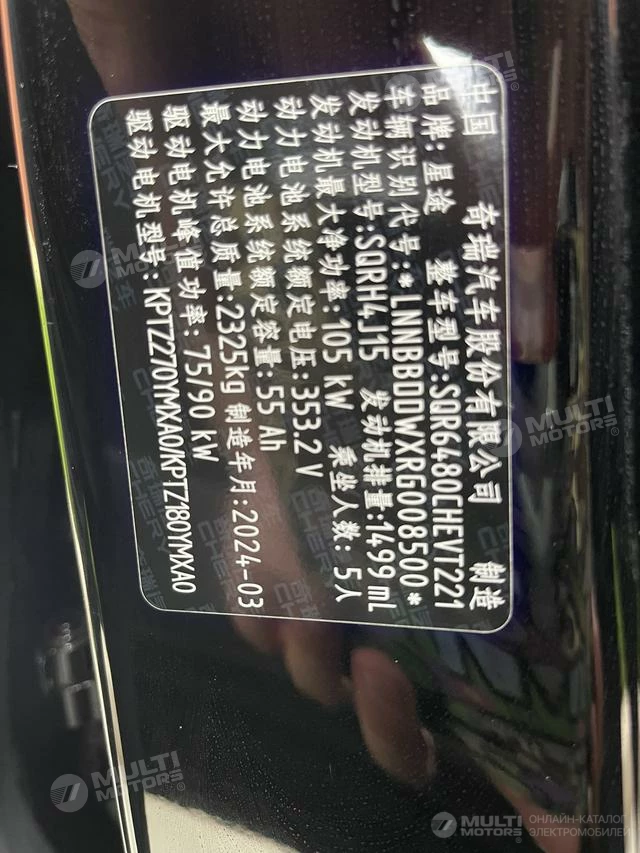 中国 奇瑞汽车股份有限公司 制造
品牌:星途 整车型号:SQR6480CHEVT221
车辆识别代号:*LNNBBDDWXRG008500*
发动机型号:SQRH4J15 发动机排量:1499 mL
发动机最大净功率:105 kW 乘坐人数:5人
动力电池系统额定电压:353.2 V
动力电池系统额定容量:55 Ah
最大允许总质量:2325kg 制造年月:2024-03
驱动电机峰值功率:75/90 kW
驱动电机型号:KPTZ270YMXA0/KPTZ180YMXA0
MULTI MOTORS®
MULTI MOTORS®
MULTI MOTORS®
MULTI MOTORS®
MULTI MOTORS® ОНЛАЙН-КАТАЛОГ ЭЛЕКТРОМОБИЛЕЙ